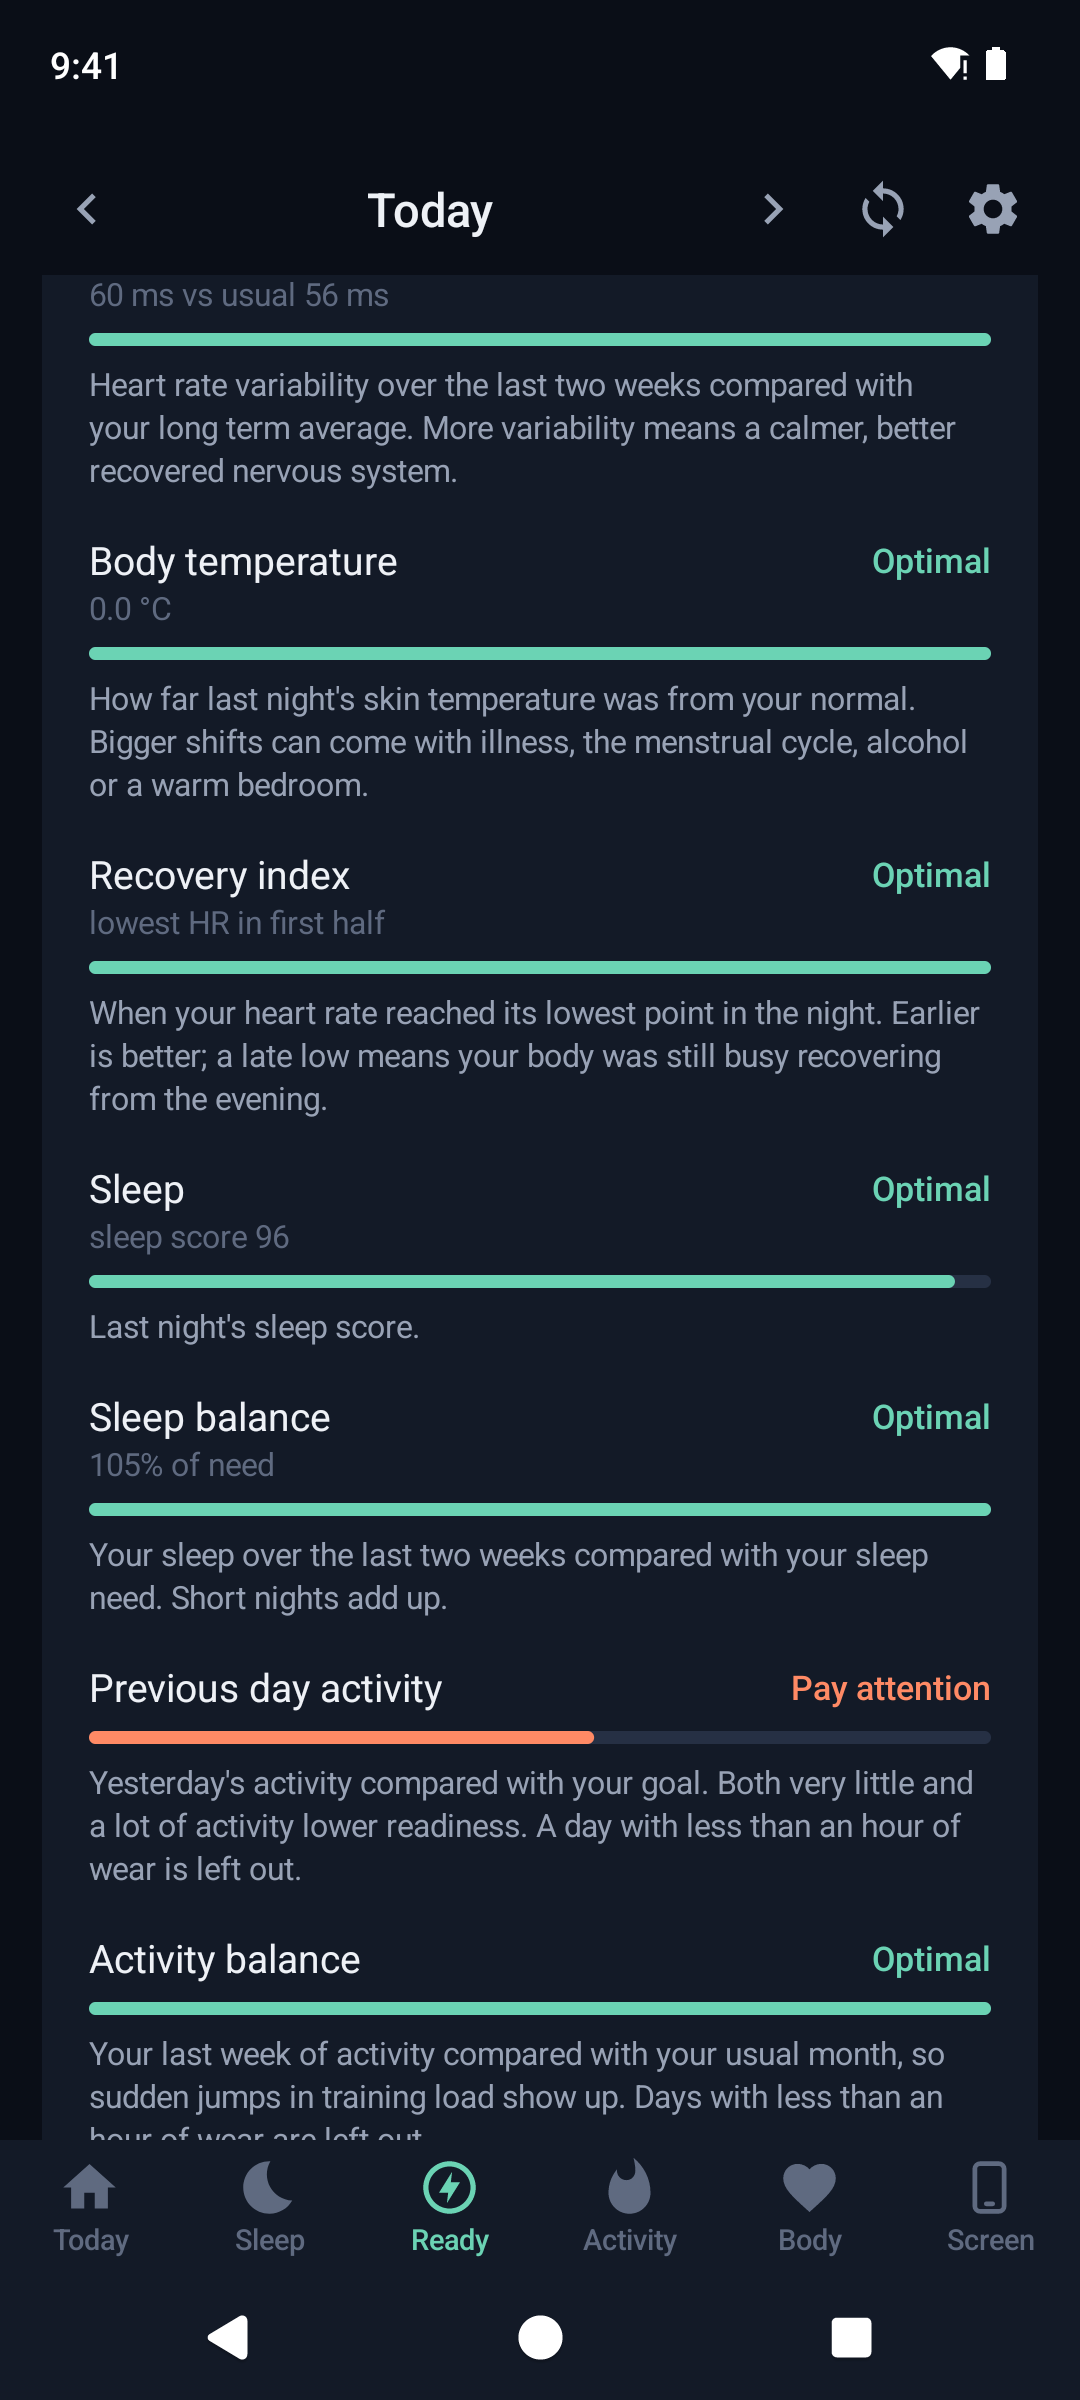 9:41
Today
60 ms vs usual 56 ms
Heart rate variability over the last two weeks compared with
your long term average. More variability means a calmer, better
recovered nervous system.
Body temperature Optimal
0.0 °C
How far last night's skin temperature was from your normal.
Bigger shifts can come with illness, the menstrual cycle, alcohol
or a warm bedroom.
Recovery index Optimal
lowest HR in first half
When your heart rate reached its lowest point in the night. Earlier
is better; a late low means your body was still busy recovering
from the evening.
Sleep Optimal
sleep score 96
Last night's sleep score.
Sleep balance Optimal
105% of need
Your sleep over the last two weeks compared with your sleep
need. Short nights add up.
Previous day activity Pay attention
Yesterday's activity compared with your goal. Both very little and
a lot of activity lower readiness. A day with less than an hour of
wear is left out.
Activity balance Optimal
Your last week of activity compared with your usual month, so
sudden jumps in training load show up. Days with less than an
hour of wear are left out
Today Sleep Ready Activity Body Screen